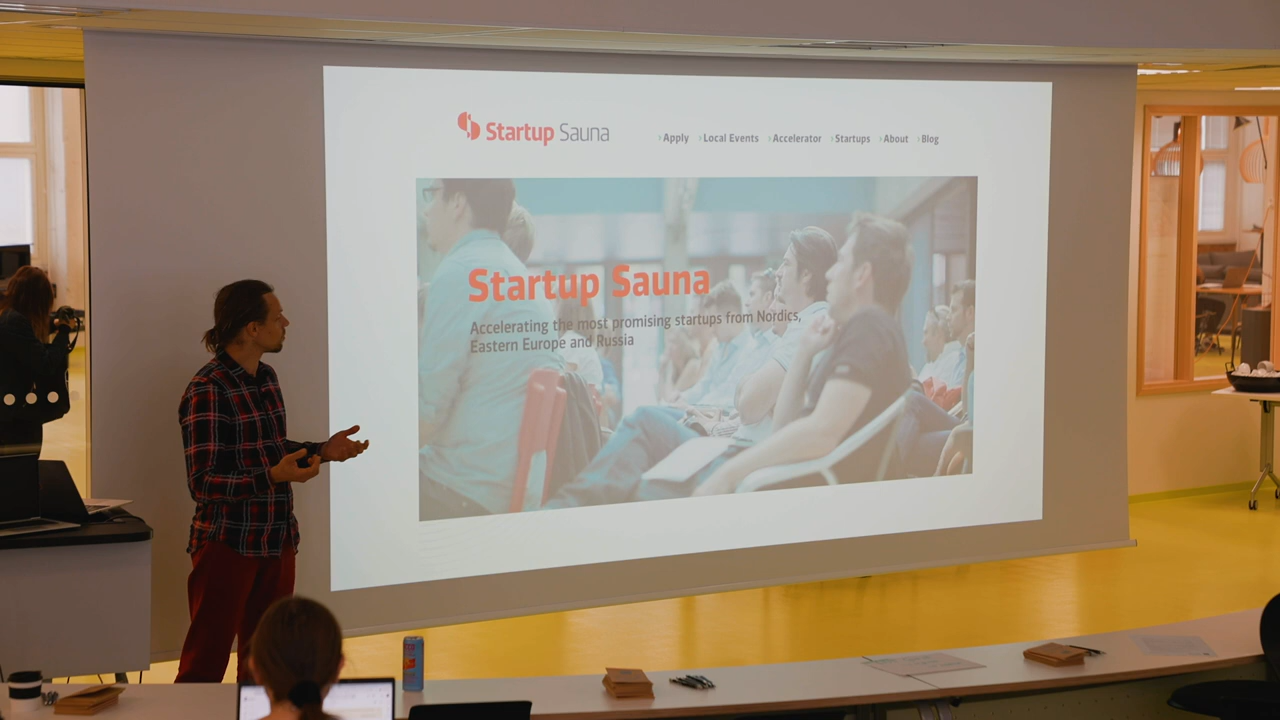 Startup Sauna
Apply Local Events Accelerator Startups About Blog
Startup Sauna
Accelerating the most promising startups from Nordics,
Eastern Europe and Russia